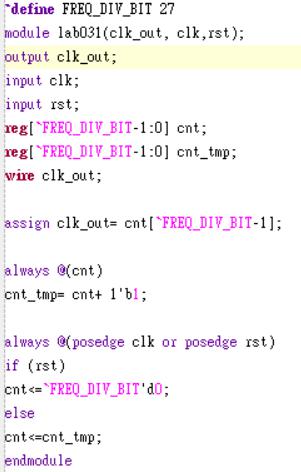 `define FREQ_DIV_BIT 27
module lab031(clk_out, clk,rst);
output clk_out;
input clk;
input rst;
reg[`FREQ_DIV_BIT-1:0] cnt;
reg[`FREQ_DIV_BIT-1:0] cnt_tmp;
wire clk_out;
assign clk_out= cnt[`FREQ_DIV_BIT-1];
always @(cnt)
cnt_tmp= cnt+ 1'b1;
always @(posedge clk or posedge rst)
if (rst)
cnt<=`FREQ_DIV_BIT'd0;
else
cnt<=cnt_tmp;
endmodule